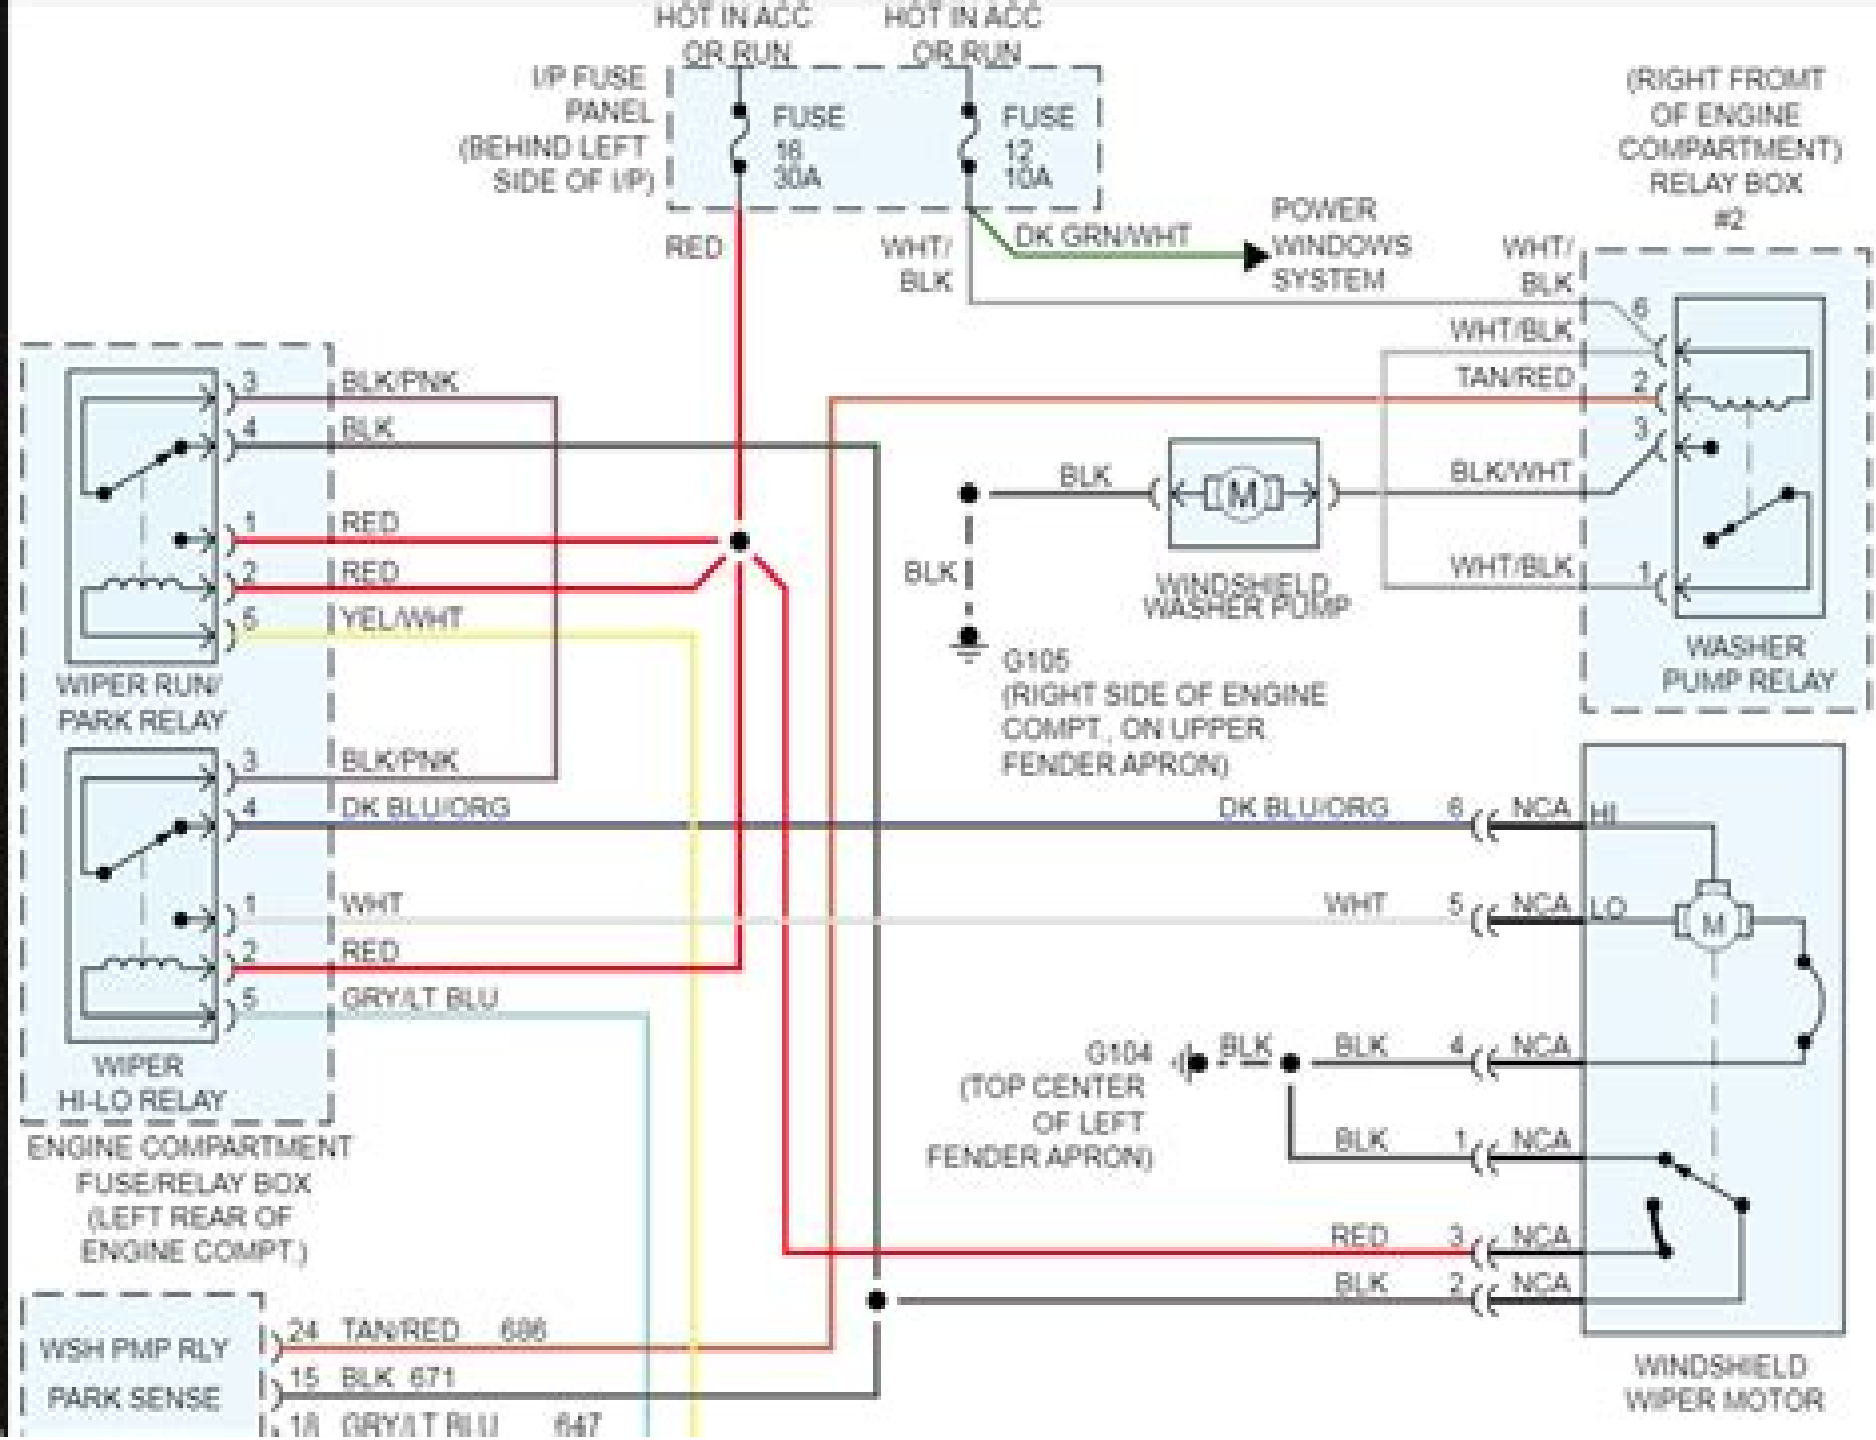 HOT IN ACC
OR RUN
HOT IN ACC
OR RUN
I/P FUSE
PANEL
(BEHIND LEFT
SIDE OF I/P)
FUSE
16
30A
FUSE
12
10A
(RIGHT FROMT
OF ENGINE
COMPARTMENT)
RELAY BOX
#2
RED
WHT/
BLK
DK GRN/WHT
POWER
WINDOWS
SYSTEM
WHT/
BLK
6
WHT/BLK
TAN/RED
2
3
BLK/WHT
WHT/BLK
1
WASHER
PUMP RELAY
3
BLK/PNK
4
BLK
1
RED
2
RED
5
YEL/WHT
WIPER RUN/
PARK RELAY
BLK
M
BLK
WINDSHIELD
WASHER PUMP
G105
(RIGHT SIDE OF ENGINE
COMPT., ON UPPER
FENDER APRON)
3
BLK/PNK
4
DK BLU/ORG
1
WHT
2
RED
5
GRY/LT BLU
WIPER
HI-LO RELAY
ENGINE COMPARTMENT
FUSE/RELAY BOX
(LEFT REAR OF
ENGINE COMPT.)
DK BLU/ORG
6
NCA
HI
WHT
5
NCA
LO
M
G104
(TOP CENTER
OF LEFT
FENDER APRON)
BLK
BLK
4
NCA
BLK
1
NCA
RED
3
NCA
BLK
2
NCA
WINDSHIELD
WIPER MOTOR
WSH PMP RLY
24
TAN/RED
686
PARK SENSE
15
BLK 671
18
GRY/LT BLU
647